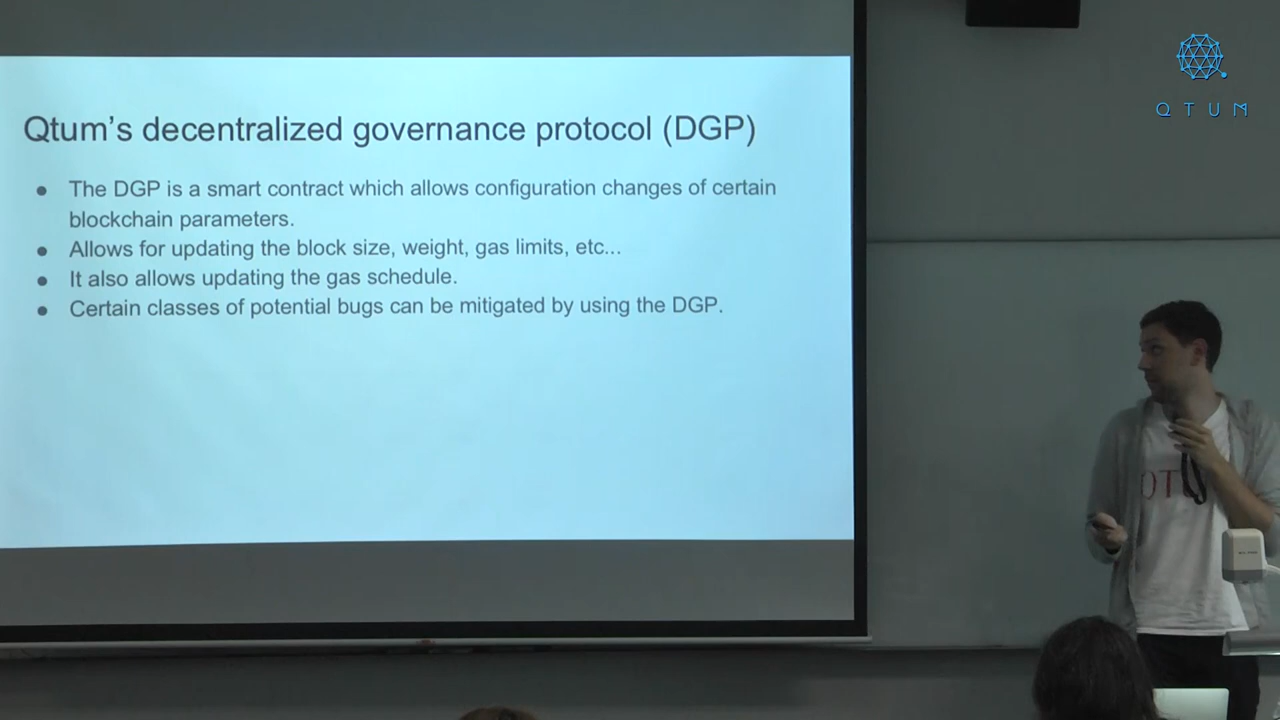 QTUM
Qtum's decentralized governance protocol (DGP)
● The DGP is a smart contract which allows configuration changes of certain
blockchain parameters.
● Allows for updating the block size, weight, gas limits, etc...
● It also allows updating the gas schedule.
● Certain classes of potential bugs can be mitigated by using the DGP.